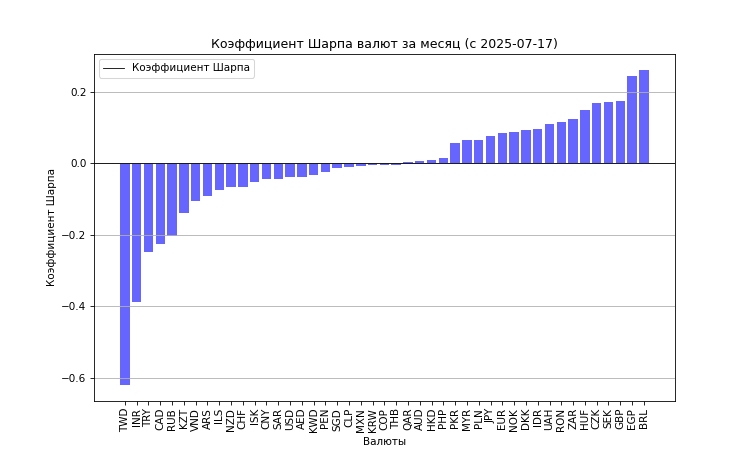 Коэффициент Шарпа валют за месяц (с 2025-07-17)
Коэффициент Шарпа
0.2
0.0
−0.2
−0.4
−0.6
Коэффициент Шарпа
TWD INR TRY CAD RUB KZT VND ARS ILS NZD CHF ISK CNY SAR USD AED KWD PEN SGD CLP MXN KRW COP THB QAR AUD HKD PHP PKR MYR PLN JPY EUR NOK DKK IDR UAH RON ZAR HUF CZK SEK GBP EGP BRL
Валюты